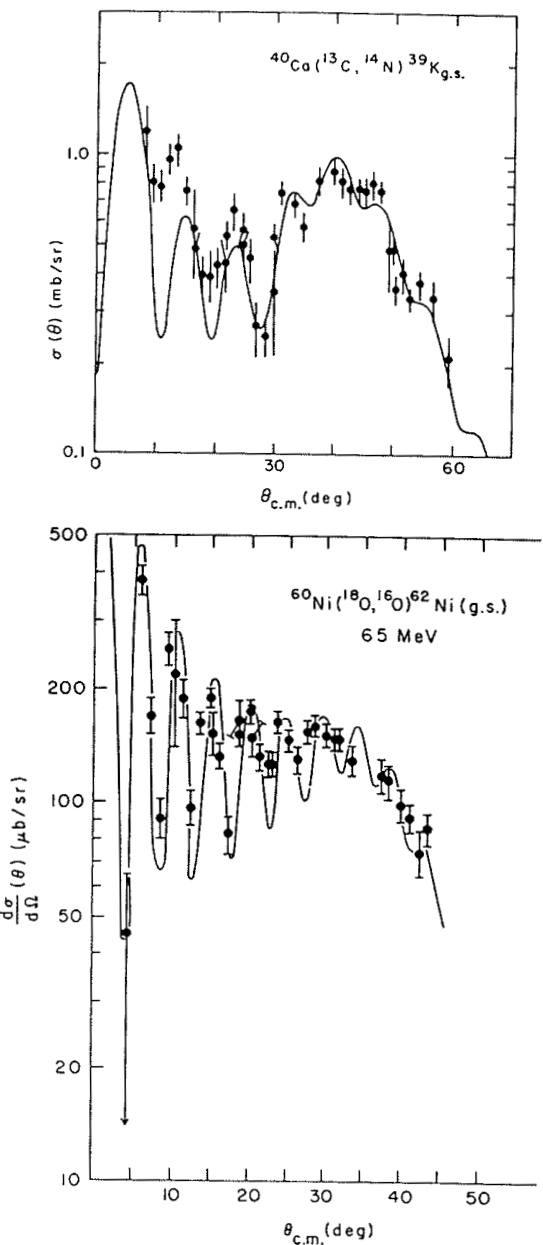 ⁴⁰Ca(¹³C, ¹⁴N)³⁹Kg.s.
1.0
σ(θ) (mb/sr)
0.1
0
30
60
θc.m.(deg)
500
⁶⁰Ni(¹⁸O,¹⁶O)⁶²Ni(g.s.)
65 MeV
200
100
dσ/dΩ (θ) (μb/sr)
50
20
10
10
20
30
40
50
θc.m.(deg)